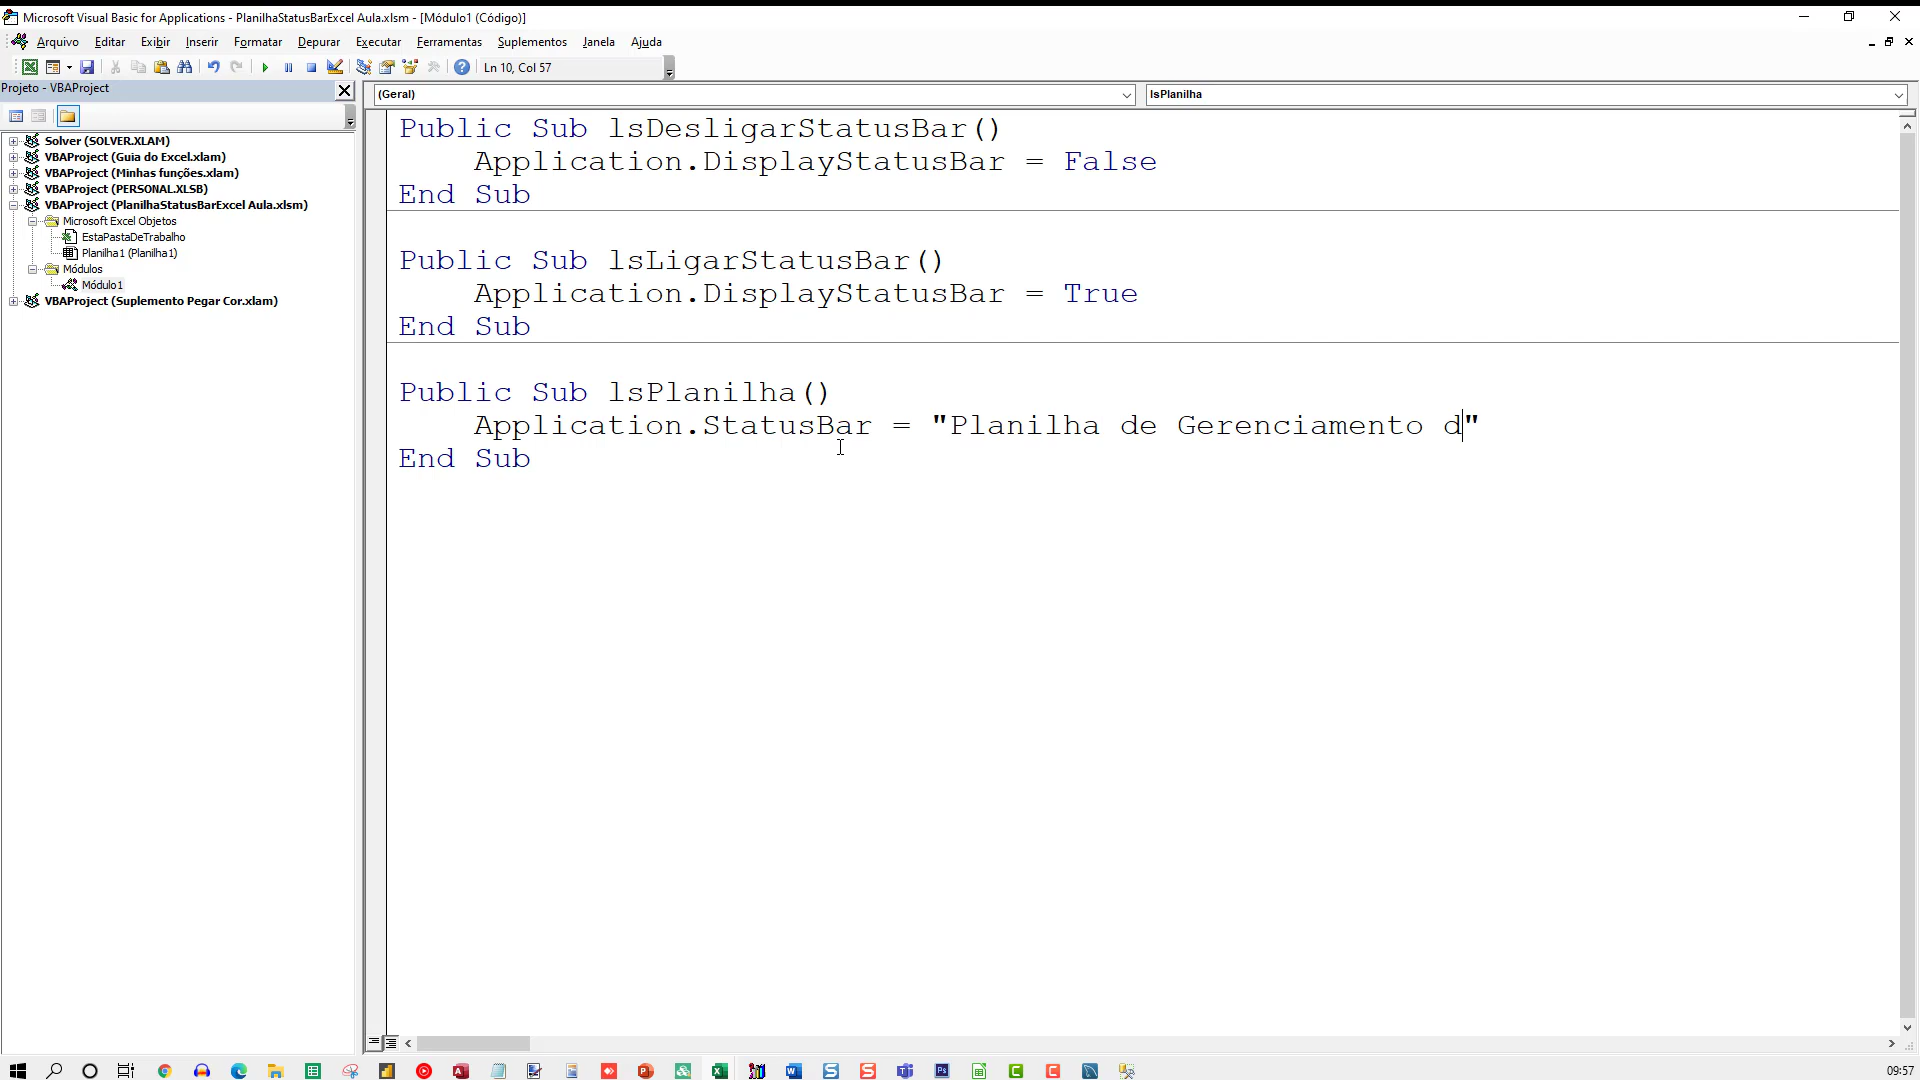 Microsoft Visual Basic for Applications - PlanilhaStatusBarExcel Aula.xlsm - [Módulo1 (Código)]
Arquivo Editar Exibir Inserir Formatar Depurar Executar Ferramentas Suplementos Janela Ajuda
Ln 10, Col 57
Projeto - VBAProject
(Geral) lsPlanilha
Solver (SOLVER.XLAM)
VBAProject (Guia do Excel.xlam)
VBAProject (Minhas funções.xlam)
VBAProject (PERSONAL.XLSB)
VBAProject (PlanilhaStatusBarExcel Aula.xlsm)
Microsoft Excel Objetos
EstaPastaDeTrabalho
Planilha1 (Planilha1)
Módulos
Módulo1
VBAProject (Suplemento Pegar Cor.xlam)
Public Sub lsDesligarStatusBar()
Application.DisplayStatusBar = False
End Sub
Public Sub lsLigarStatusBar()
Application.DisplayStatusBar = True
End Sub
Public Sub lsPlanilha()
Application.StatusBar = "Planilha de Gerenciamento d"
End Sub
09:57